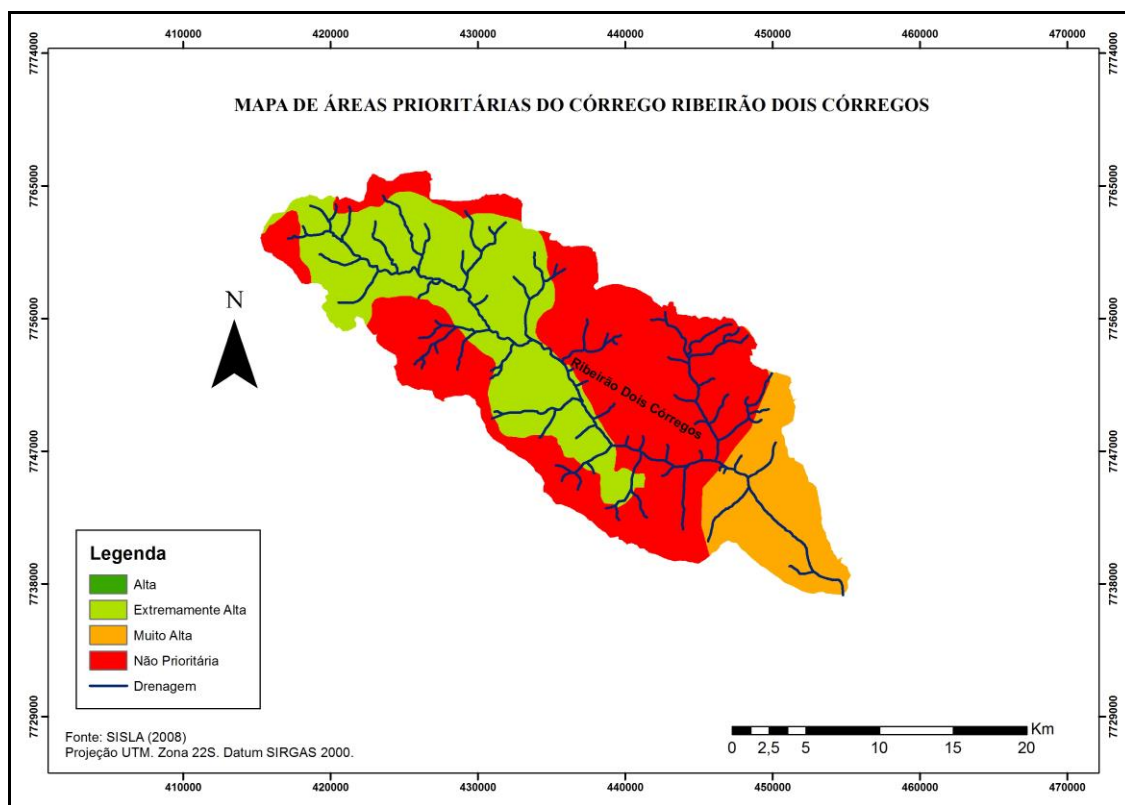 410000 420000 430000 440000 450000 460000 470000
7774000 7774000
MAPA DE ÁREAS PRIORITÁRIAS DO CÓRREGO RIBEIRÃO DOIS CÓRREGOS
7765000 7765000
N
7756000 7756000
Ribeirão Dois Córregos
7747000 7747000
Legenda
Alta
Extremamente Alta
Muito Alta
Não Prioritária
Drenagem
7738000 7738000
7729000 7729000
Fonte: SISLA (2008)
Projeção UTM. Zona 22S. Datum SIRGAS 2000.
Km
0 2,5 5 10 15 20
410000 420000 430000 440000 450000 460000 470000